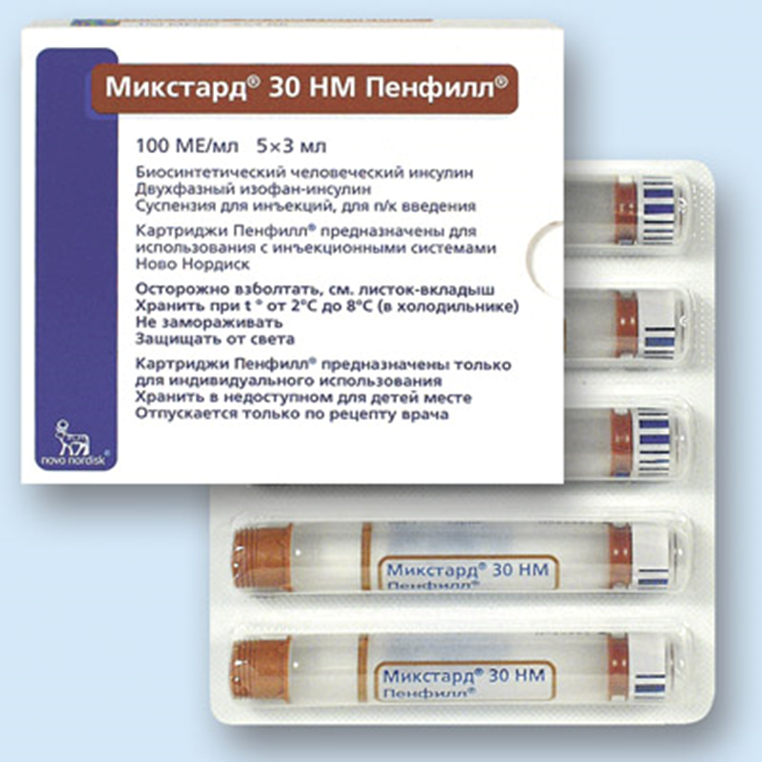 Микстард® 30 НМ Пенфилл®
100 МЕ/мл 5×3 мл
Биосинтетический человеческий инсулин
Двухфазный изофан-инсулин
Суспензия для инъекций, для п/к введения
Картриджи Пенфилл® предназначены для
использования с инъекционными системами
Ново Нордиск
Осторожно взболтать, см. листок-вкладыш
Хранить при t ° от 2°C до 8°C (в холодильнике)
Не замораживать
Защищать от света
Картриджи Пенфилл® предназначены только
для индивидуального использования
Хранить в недоступном для детей месте
Отпускается только по рецепту врача
novo nordisk®
Микстард® 30 НМ
Пенфилл®
Микстард® 30 НМ
Пенфилл®